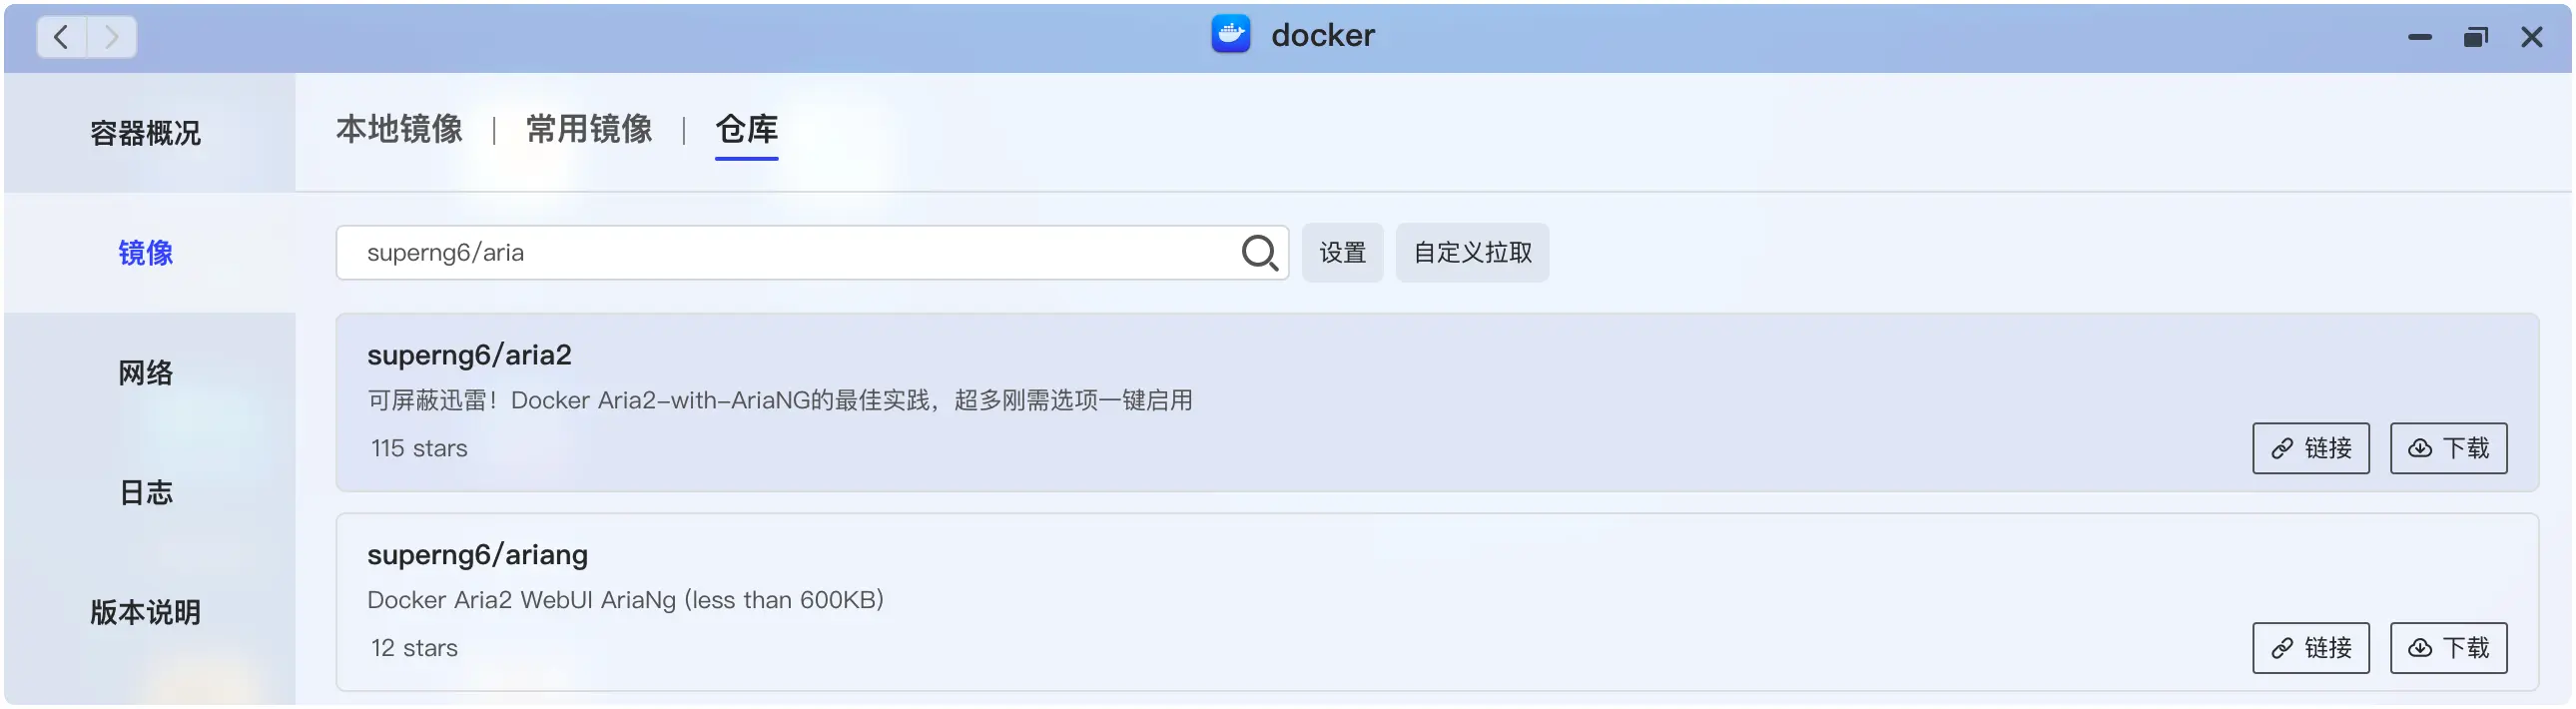 docker
容器概况
镜像
网络
日志
版本说明
本地镜像 | 常用镜像 | 仓库
superng6/aria
设置
自定义拉取
superng6/aria2
可屏蔽迅雷！Docker Aria2-with-AriaNG的最佳实践，超多刚需选项一键启用
115 stars
链接
下载
superng6/ariang
Docker Aria2 WebUI AriaNg (less than 600KB)
12 stars
链接
下载